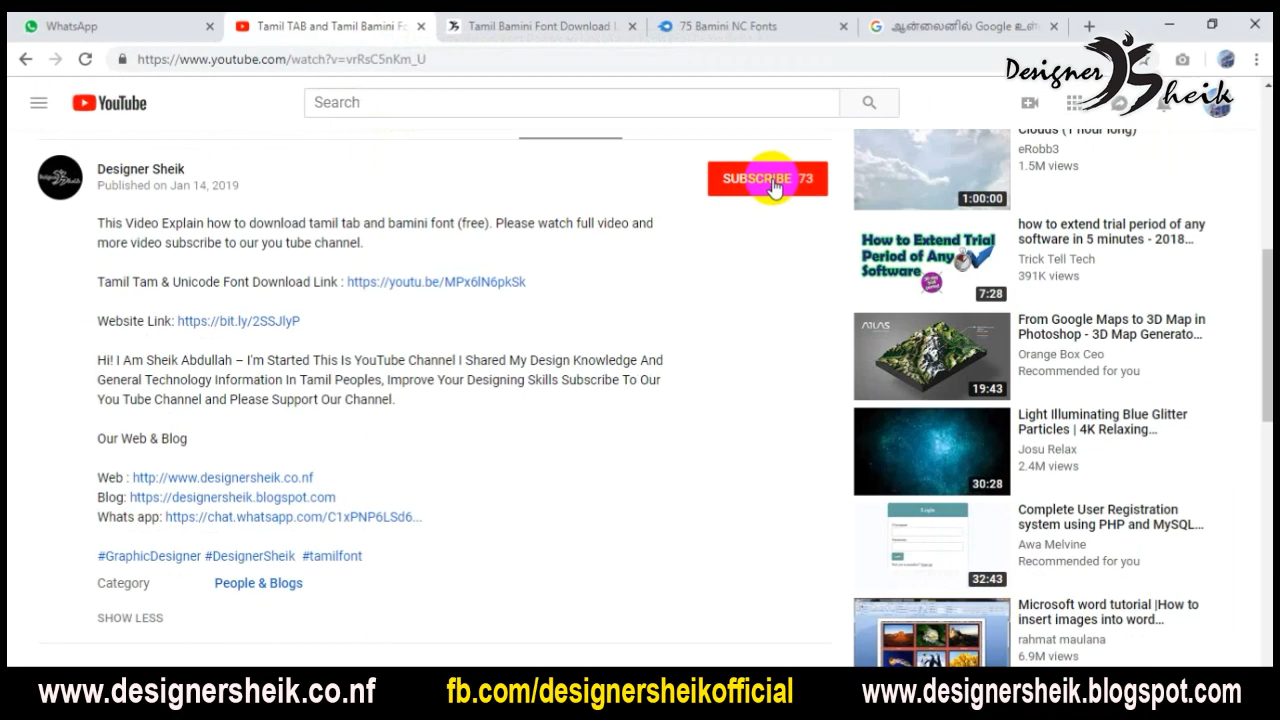 WhatsApp
Tamil TAB and Tamil Bamini Fo
Tamil Bamini Font Download
75 Bamini NC Fonts
ஆன்லைனில் Google உள்
https://www.youtube.com/watch?v=vrRsC5nKm_U
Designer Sheik
YouTube
Search
Designer Sheik
Published on Jan 14, 2019
SUBSCRIBE 73
This Video Explain how to download tamil tab and bamini font (free). Please watch full video and
more video subscribe to our you tube channel.
Tamil Tam & Unicode Font Download Link : https://youtu.be/MPx6lN6pkSk
Website Link: https://bit.ly/2SSJlyP
Hi! I Am Sheik Abdullah – I'm Started This Is YouTube Channel I Shared My Design Knowledge And
General Technology Information In Tamil Peoples, Improve Your Designing Skills Subscribe To Our
You Tube Channel and Please Support Our Channel.
Our Web & Blog
Web : http://www.designersheik.co.nf
Blog: https://designersheik.blogspot.com
Whats app: https://chat.whatsapp.com/C1xPNP6LSd6...
#GraphicDesigner #DesignerSheik #tamilfont
Category People & Blogs
SHOW LESS
Clouds (1 hour long)
eRobb3
1.5M views
1:00:00
How to Extend Trial
Period of Any
Software
7:28
how to extend trial period of any
software in 5 minutes - 2018...
Trick Tell Tech
391K views
ATLAS
19:43
From Google Maps to 3D Map in
Photoshop - 3D Map Generato...
Orange Box Ceo
Recommended for you
30:28
Light Illuminating Blue Glitter
Particles | 4K Relaxing...
Josu Relax
2.4M views
Login
32:43
Complete User Registration
system using PHP and MySQL...
Awa Melvine
Recommended for you
Microsoft word tutorial |How to
insert images into word...
rahmat maulana
6.9M views
www.designersheik.co.nf
fb.com/designersheikofficial
www.designersheik.blogspot.com